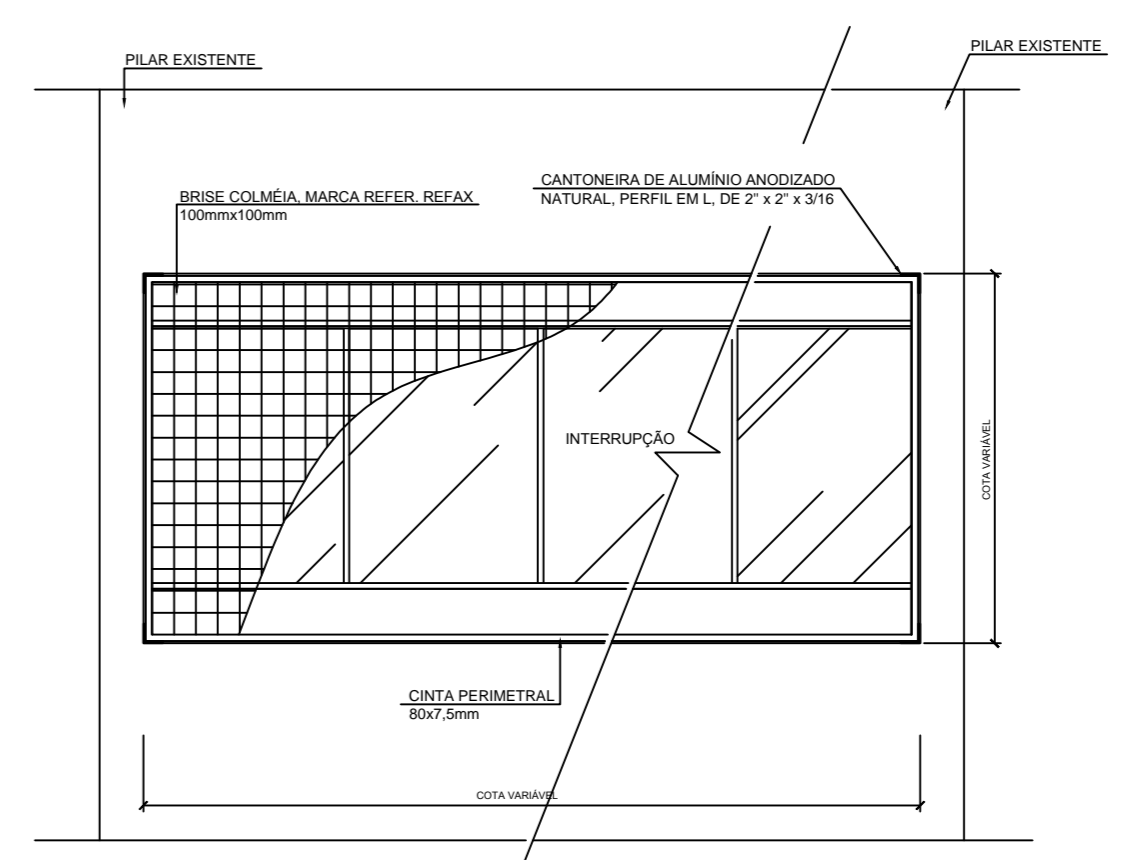 PILAR EXISTENTE
PILAR EXISTENTE
BRISE COLMÉIA, MARCA REFER. REFAX
100mmx100mm
CANTONEIRA DE ALUMÍNIO ANODIZADO
NATURAL, PERFIL EM L, DE 2" x 2" x 3/16
INTERRUPÇÃO
COTA VARIÁVEL
CINTA PERIMETRAL
80x7,5mm
COTA VARIÁVEL